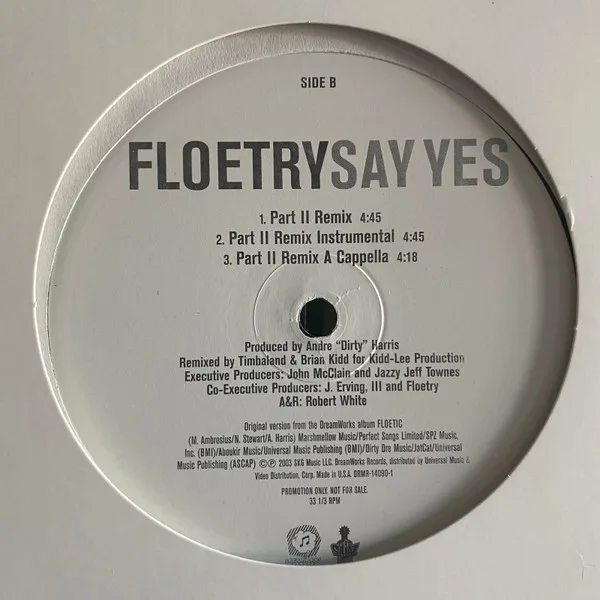 SIDE B
FLOETRYSAY YES
1. Part II Remix 4:45
2. Part II Remix Instrumental 4:45
3. Part II Remix A Cappella 4:18
Produced by Andre "Dirty" Harris
Remixed by Timbaland & Brian Kidd for Kidd-Lee Production
Executive Producers: John McClain and Jazzy Jeff Townes
Co-Executive Producers: J. Erving, III and Floetry
A&R: Robert White
Original version from the DreamWorks album FLOETIC
(M. Ambrosius/N. Stewart/A. Harris) Marshmellow Music/Perfect Songs Limited/SPZ Music,
Inc. (BMI)/Aboukir Music/Universal Music Publishing (BMI)/Dirty Dre Music/JatCat/Universal
Music Publishing (ASCAP) ©℗ 2003 SKG Music LLC. DreamWorks Records, distributed by Universal Music &
Video Distribution, Corp. Made in U.S.A. DRMR-14090-1
PROMOTION ONLY. NOT FOR SALE.
33 1/3 RPM